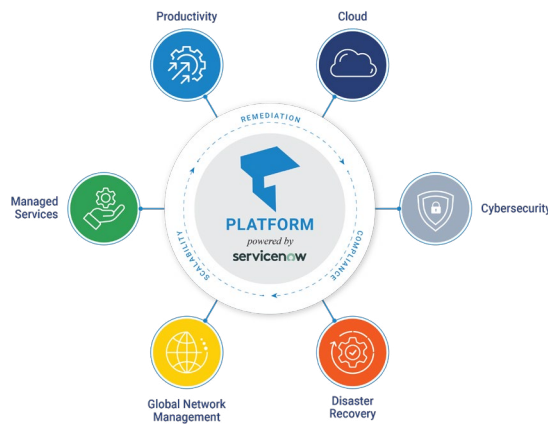 Productivity
Cloud
REMEDIATION
PLATFORM
powered by
servicenow
SCALABILITY
COMPLIANCE
Managed
Services
Cybersecurity
Global Network
Management
Disaster
Recovery